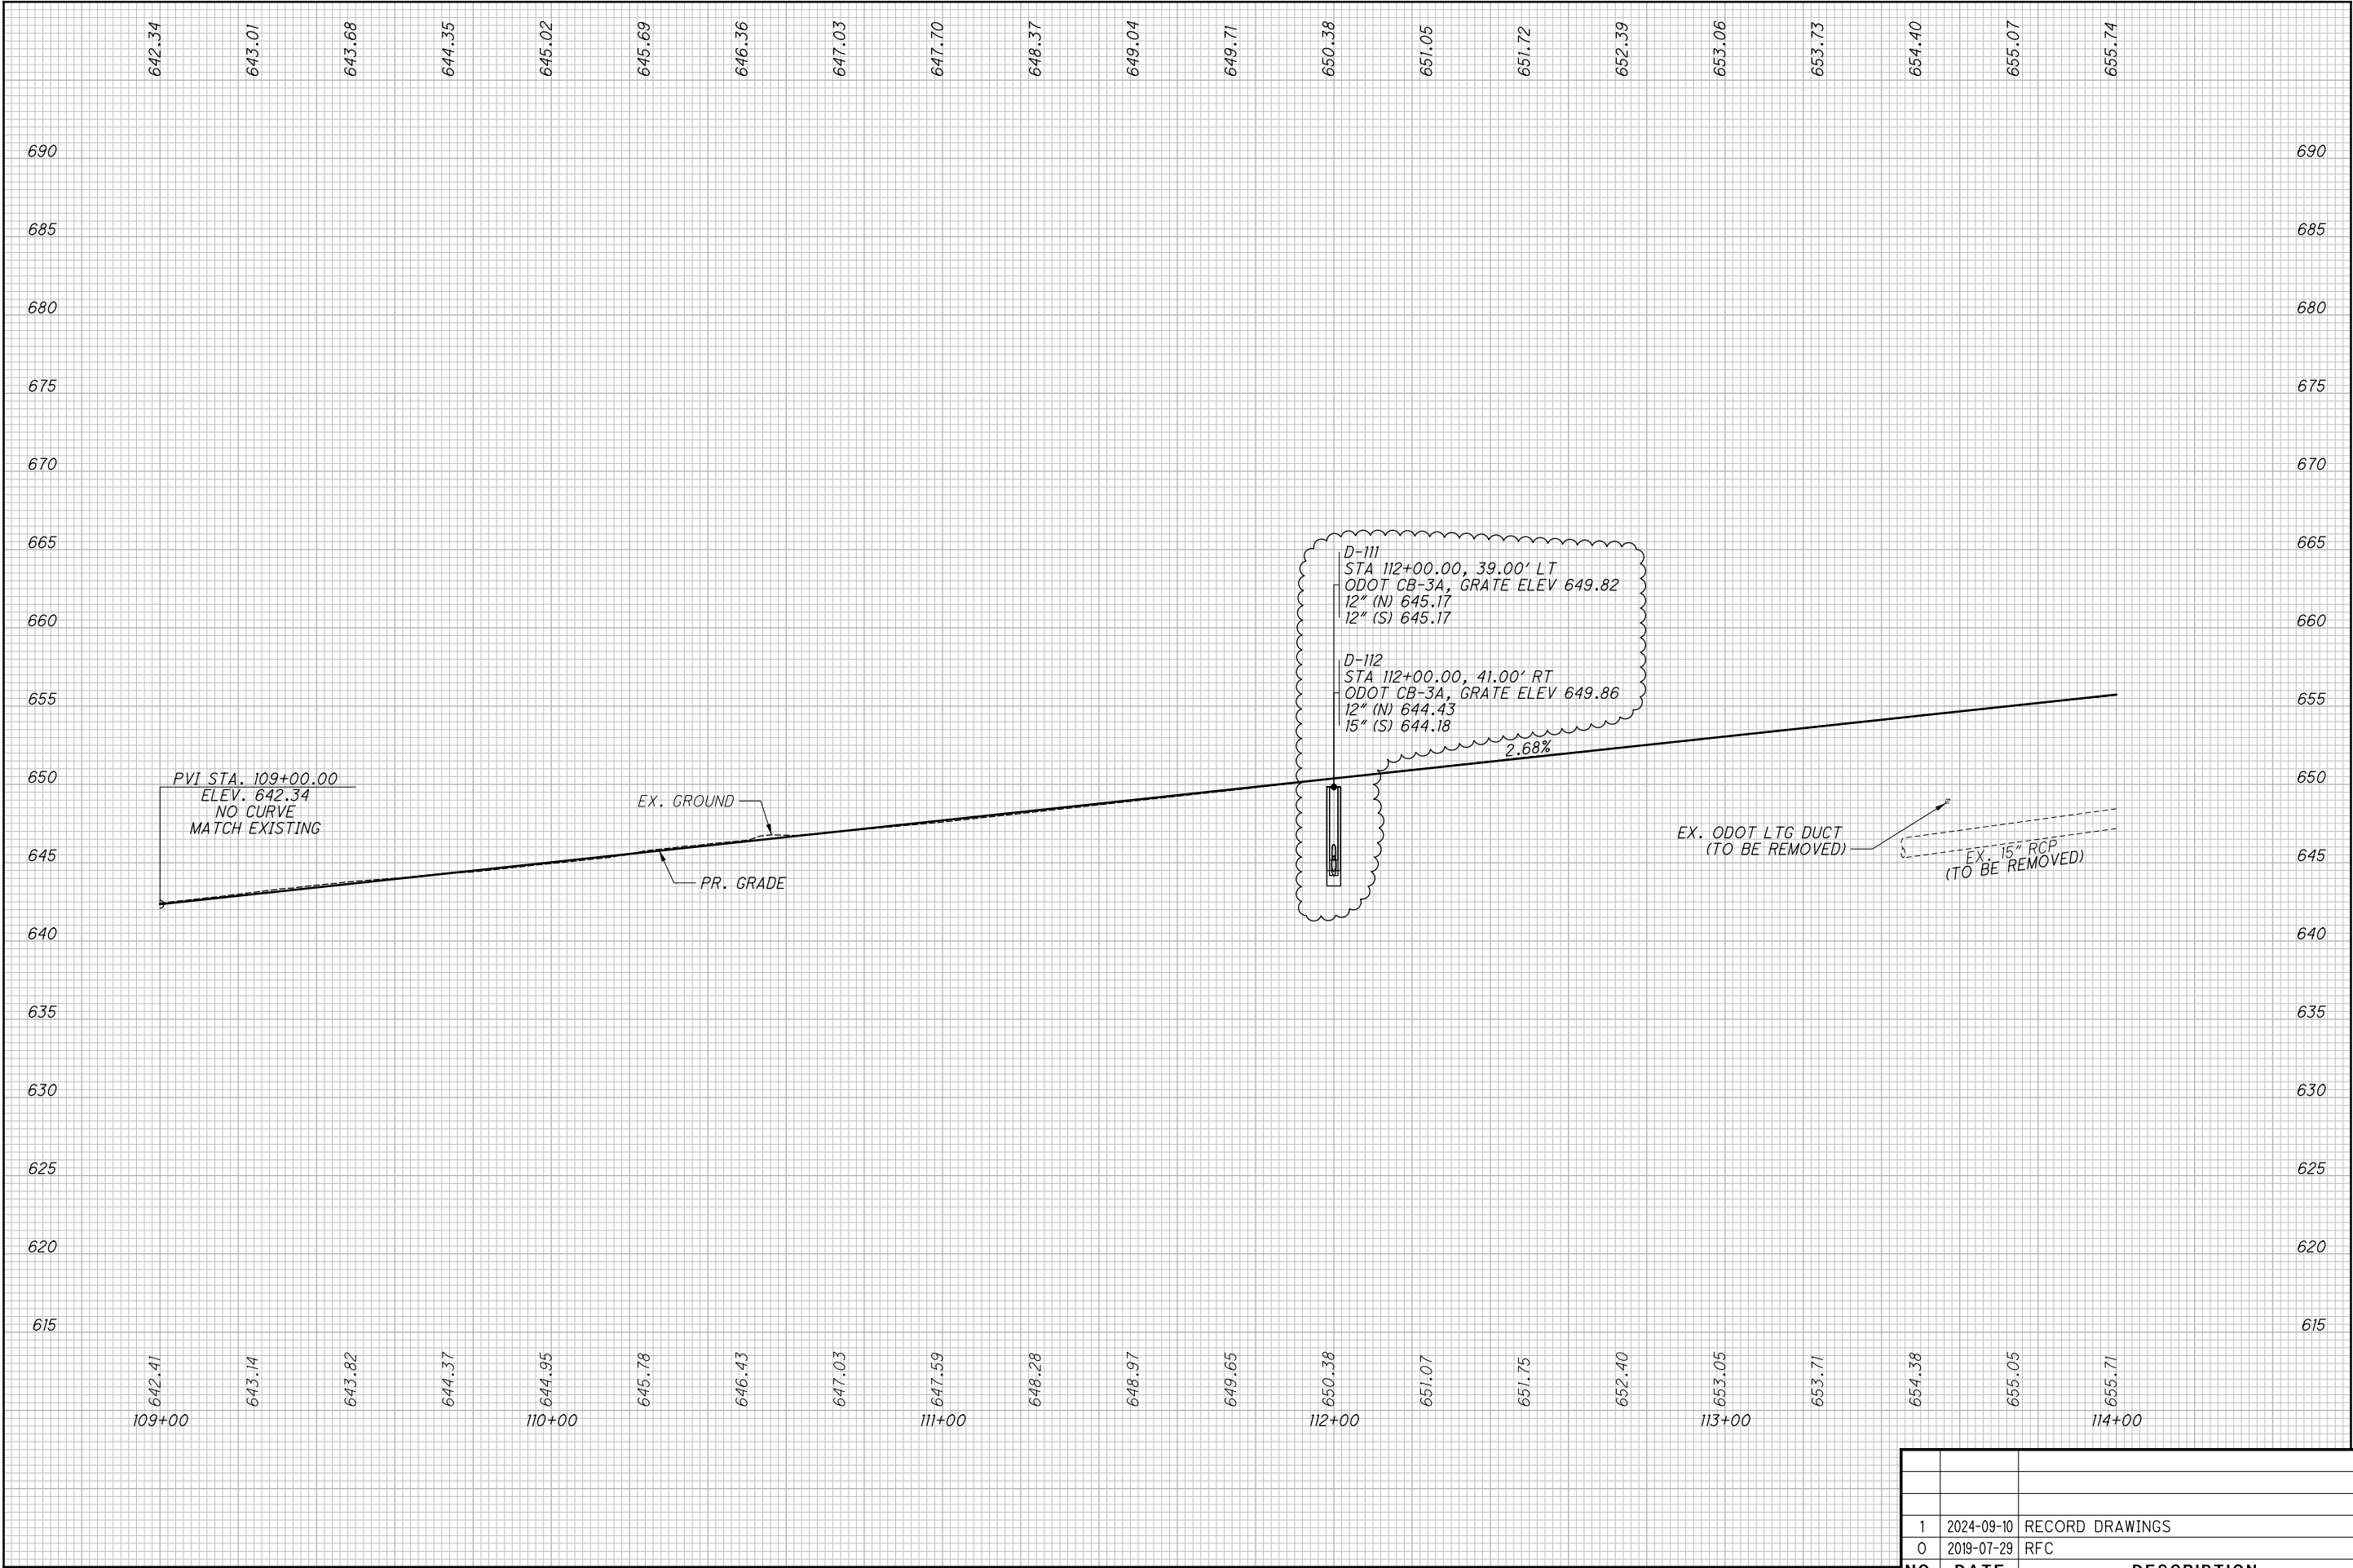 642.34 643.01 643.68 644.35 645.02 645.69 646.36 647.03 647.70 648.37 649.04 649.71 650.38 651.05 651.72 652.39 653.06 653.73 654.40 655.07 655.74
690 690
685 685
680 680
675 675
670 670
665 665
D-111
STA 112+00.00, 39.00' LT
ODOT CB-3A, GRATE ELEV 649.82
12" (N) 645.17
12" (S) 645.17
660 660
D-112
STA 112+00.00, 41.00' RT
ODOT CB-3A, GRATE ELEV 649.86
12" (N) 644.43
15" (S) 644.18
655 655
2.68%
650 650
PVI STA. 109+00.00
ELEV. 642.34
NO CURVE
MATCH EXISTING
EX. GROUND
PR. GRADE
EX. ODOT LTG DUCT
(TO BE REMOVED)
EX. 15" RCP
(TO BE REMOVED)
645 645
640 640
635 635
630 630
625 625
620 620
615 615
642.41 643.14 643.82 644.37 644.95 645.78 646.43 647.03 647.59 648.28 648.97 649.65 650.38 651.07 651.75 652.40 653.05 653.71 654.38 655.05 655.71
109+00 110+00 111+00 112+00 113+00 114+00
1 2024-09-10 RECORD DRAWINGS
0 2019-07-29 RFC
NO DATE DESCRIPTION